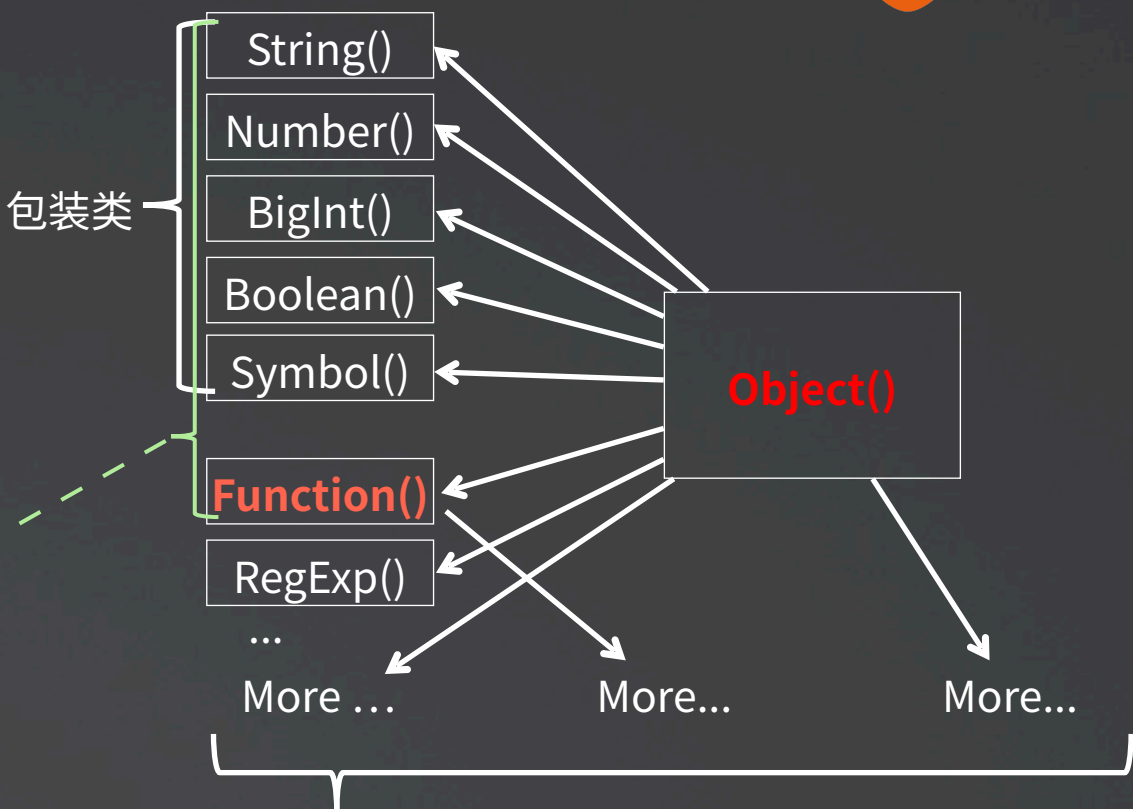 String()
Number()
包装类
BigInt()
Boolean()
Symbol()
Object()
Function()
RegExp()
...
More ...
More...
More...